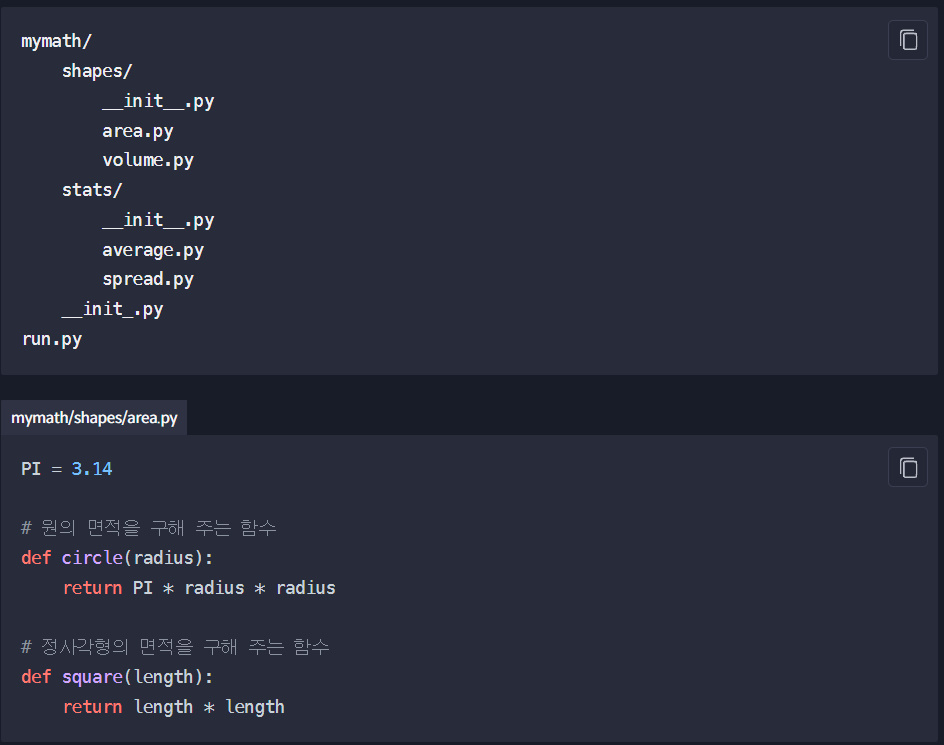 mymath/
    shapes/
        __init__.py
        area.py
        volume.py
    stats/
        __init__.py
        average.py
        spread.py
    __init_.py
run.py
mymath/shapes/area.py
PI = 3.14
# 원의 면적을 구해 주는 함수
def circle(radius):
    return PI * radius * radius
# 정사각형의 면적을 구해 주는 함수
def square(length):
    return length * length